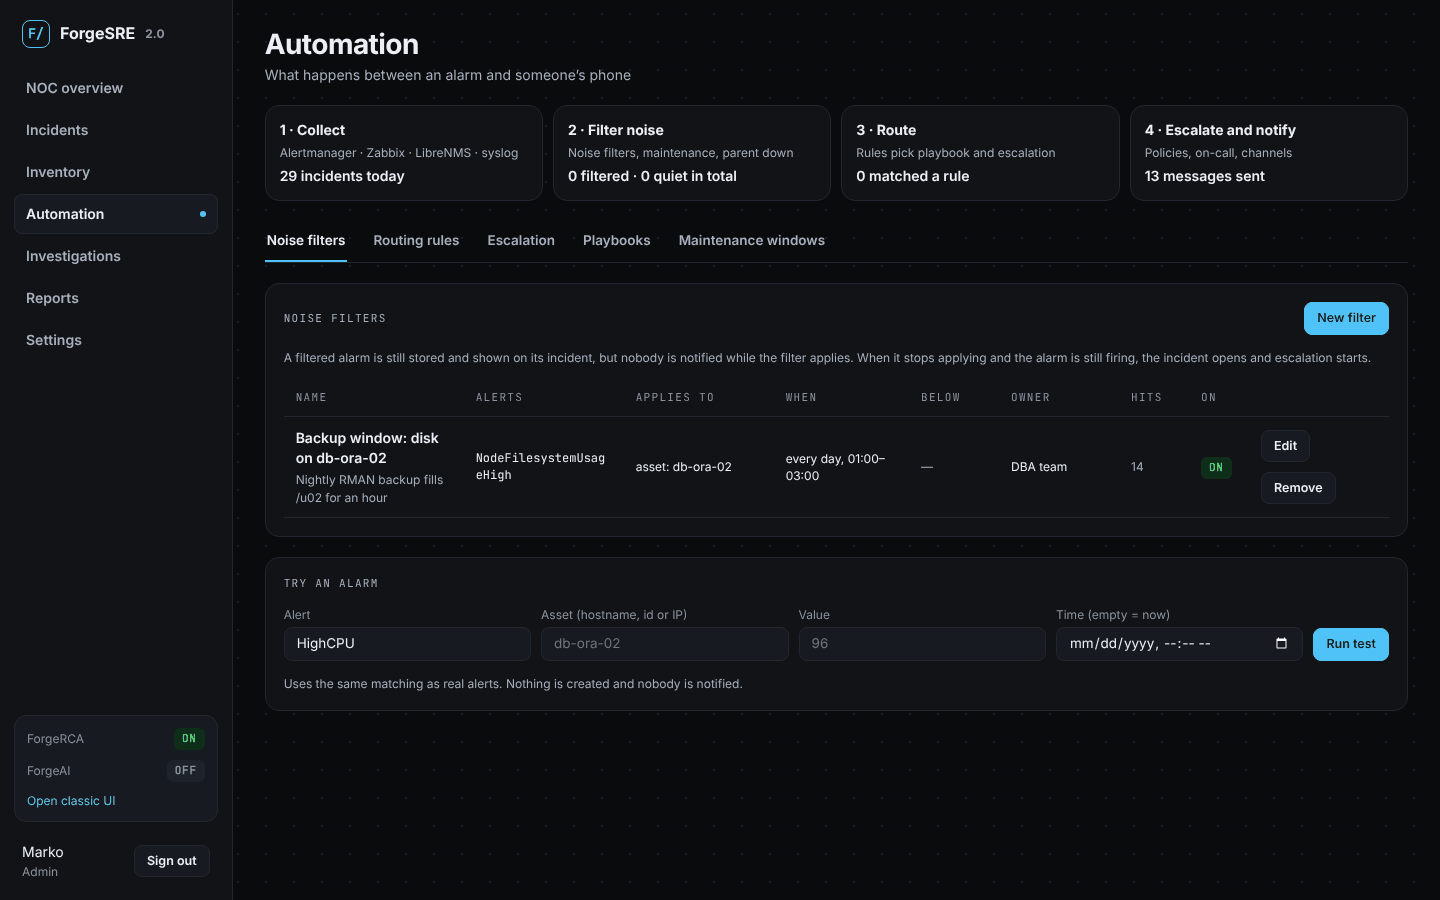 F/ ForgeSRE 2.0
NOC overview
Incidents
Inventory
Automation
Investigations
Reports
Settings
ForgeRCA ON
ForgeAI OFF
Open classic UI
Marko
Admin
Sign out
Automation
What happens between an alarm and someone's phone
1 · Collect
Alertmanager · Zabbix · LibreNMS · syslog
29 incidents today
2 · Filter noise
Noise filters, maintenance, parent down
0 filtered · 0 quiet in total
3 · Route
Rules pick playbook and escalation
0 matched a rule
4 · Escalate and notify
Policies, on-call, channels
13 messages sent
Noise filters Routing rules Escalation Playbooks Maintenance windows
NOISE FILTERS
New filter
A filtered alarm is still stored and shown on its incident, but nobody is notified while the filter applies. When it stops applying and the alarm is still firing, the incident opens and escalation starts.
NAME ALERTS APPLIES TO WHEN BELOW OWNER HITS ON
Backup window: disk
on db-ora-02
Nightly RMAN backup fills
/u02 for an hour
NodeFilesystemUsag
eHigh
asset: db-ora-02
every day, 01:00–
03:00
—
DBA team
14
ON
Edit
Remove
TRY AN ALARM
Alert
HighCPU
Asset (hostname, id or IP)
db-ora-02
Value
96
Time (empty = now)
mm/dd/yyyy, --:-- --
Run test
Uses the same matching as real alerts. Nothing is created and nobody is notified.